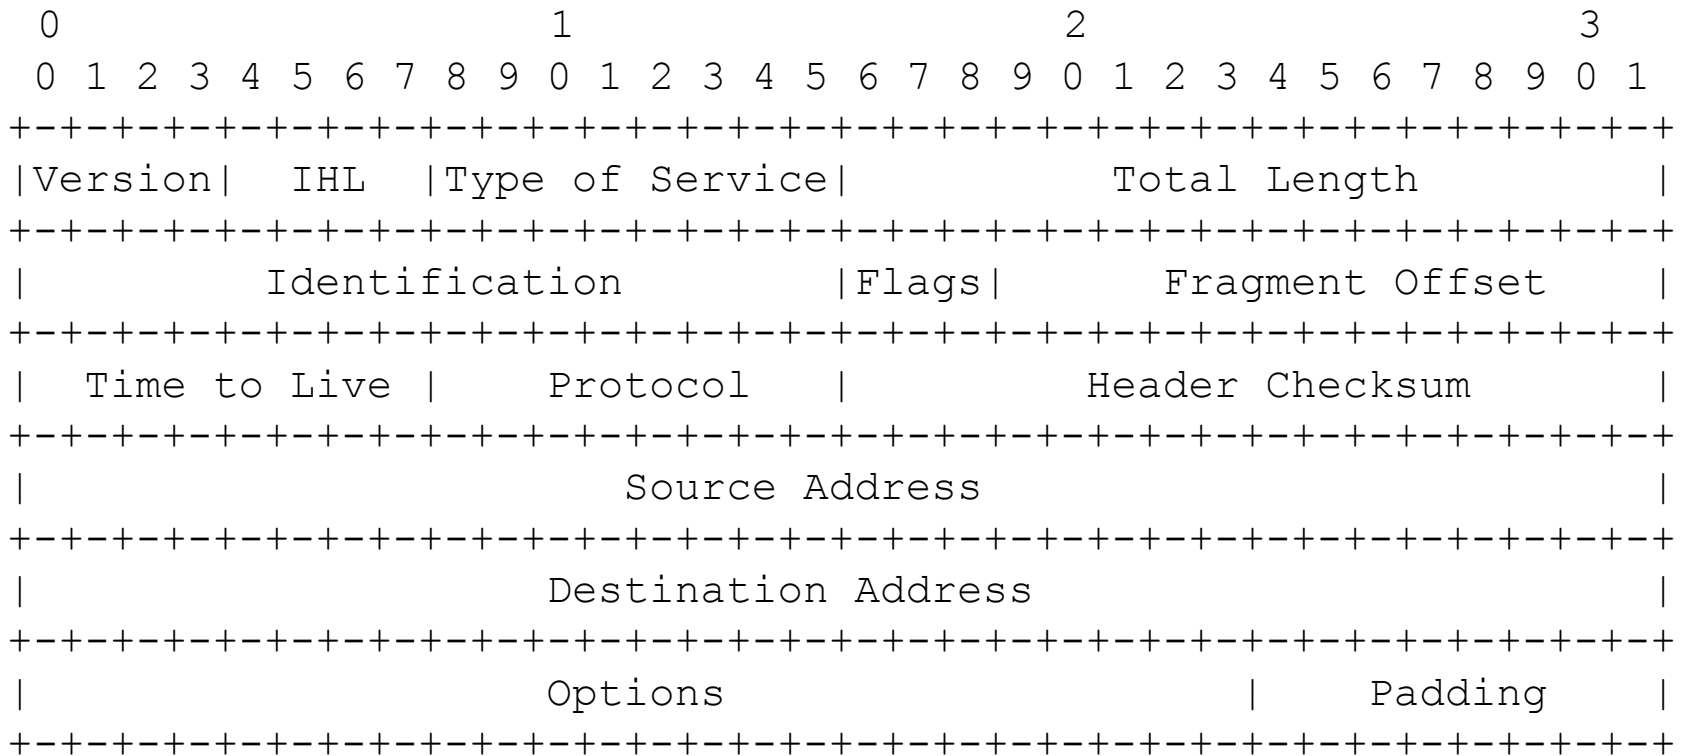 0                   1                   2                   3
 0 1 2 3 4 5 6 7 8 9 0 1 2 3 4 5 6 7 8 9 0 1 2 3 4 5 6 7 8 9 0 1
+-+-+-+-+-+-+-+-+-+-+-+-+-+-+-+-+-+-+-+-+-+-+-+-+-+-+-+-+-+-+-+-+
|Version|  IHL  |Type of Service|          Total Length         |
+-+-+-+-+-+-+-+-+-+-+-+-+-+-+-+-+-+-+-+-+-+-+-+-+-+-+-+-+-+-+-+-+
|         Identification        |Flags|      Fragment Offset    |
+-+-+-+-+-+-+-+-+-+-+-+-+-+-+-+-+-+-+-+-+-+-+-+-+-+-+-+-+-+-+-+-+
|  Time to Live |    Protocol   |         Header Checksum       |
+-+-+-+-+-+-+-+-+-+-+-+-+-+-+-+-+-+-+-+-+-+-+-+-+-+-+-+-+-+-+-+-+
|                       Source Address                          |
+-+-+-+-+-+-+-+-+-+-+-+-+-+-+-+-+-+-+-+-+-+-+-+-+-+-+-+-+-+-+-+-+
|                    Destination Address                        |
+-+-+-+-+-+-+-+-+-+-+-+-+-+-+-+-+-+-+-+-+-+-+-+-+-+-+-+-+-+-+-+-+
|                    Options                    |    Padding    |
+-+-+-+-+-+-+-+-+-+-+-+-+-+-+-+-+-+-+-+-+-+-+-+-+-+-+-+-+-+-+-+-+